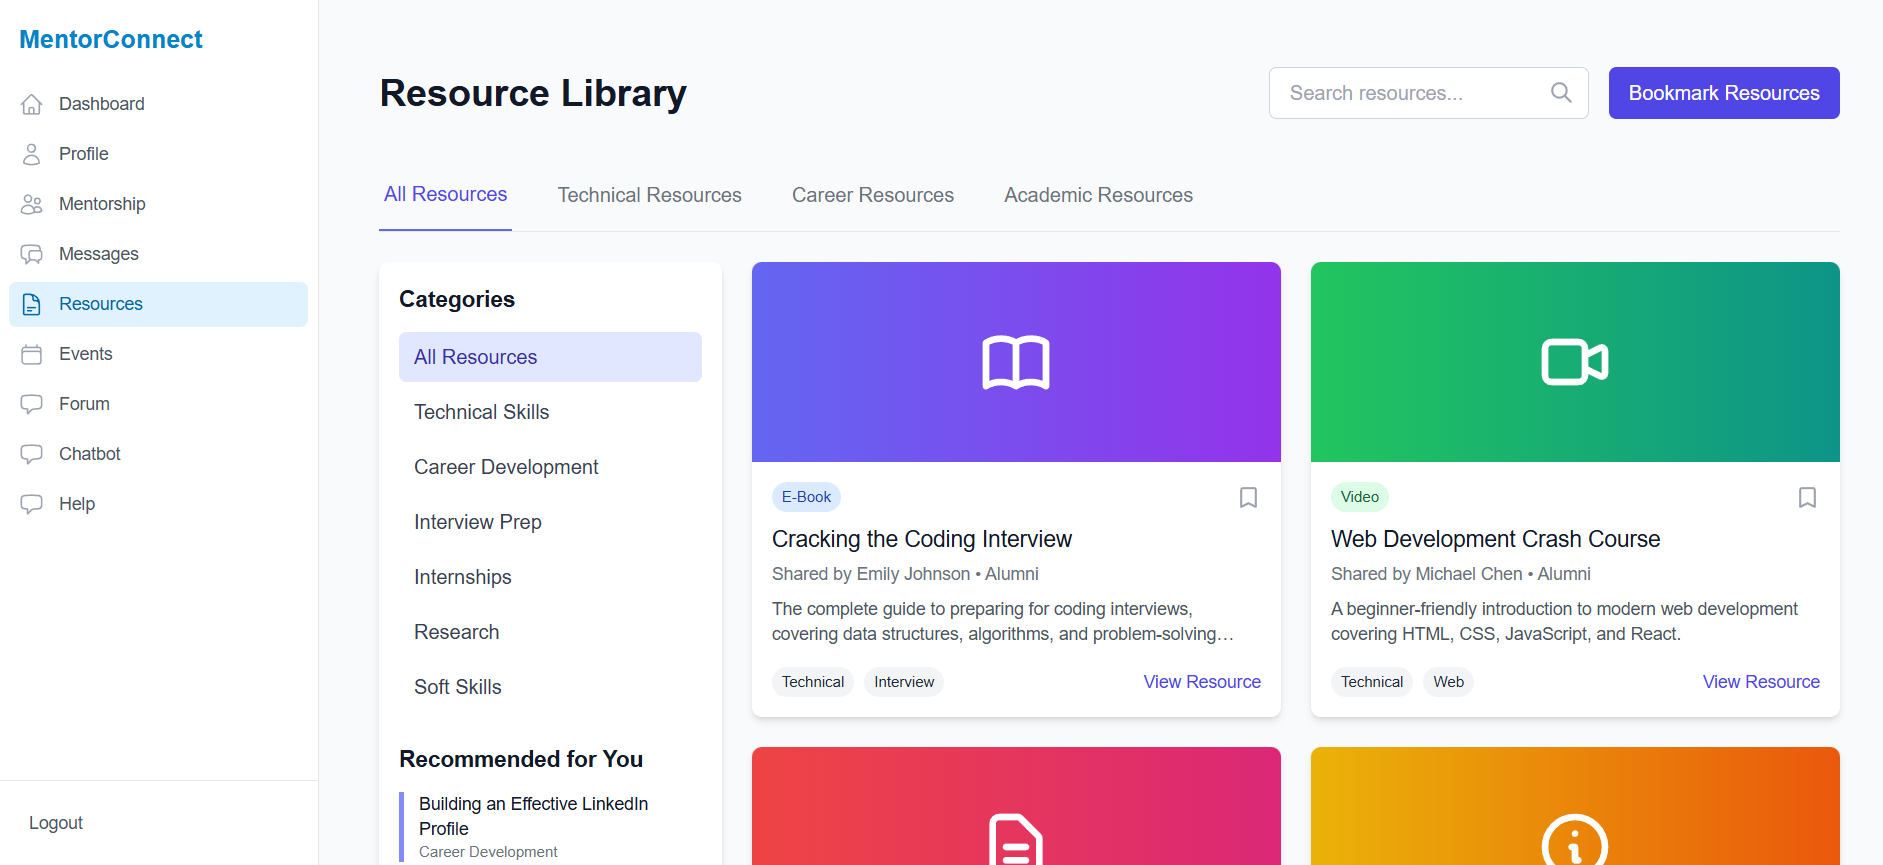 MentorConnect
Dashboard
Profile
Mentorship
Messages
Resources
Events
Forum
Chatbot
Help
Logout
Resource Library
Search resources...
Bookmark Resources
All Resources
Technical Resources
Career Resources
Academic Resources
Categories
All Resources
Technical Skills
Career Development
Interview Prep
Internships
Research
Soft Skills
Recommended for You
Building an Effective LinkedIn
Profile
Career Development
E-Book
Cracking the Coding Interview
Shared by Emily Johnson • Alumni
The complete guide to preparing for coding interviews,
covering data structures, algorithms, and problem-solving…
Technical
Interview
View Resource
Video
Web Development Crash Course
Shared by Michael Chen • Alumni
A beginner-friendly introduction to modern web development
covering HTML, CSS, JavaScript, and React.
Technical
Web
View Resource